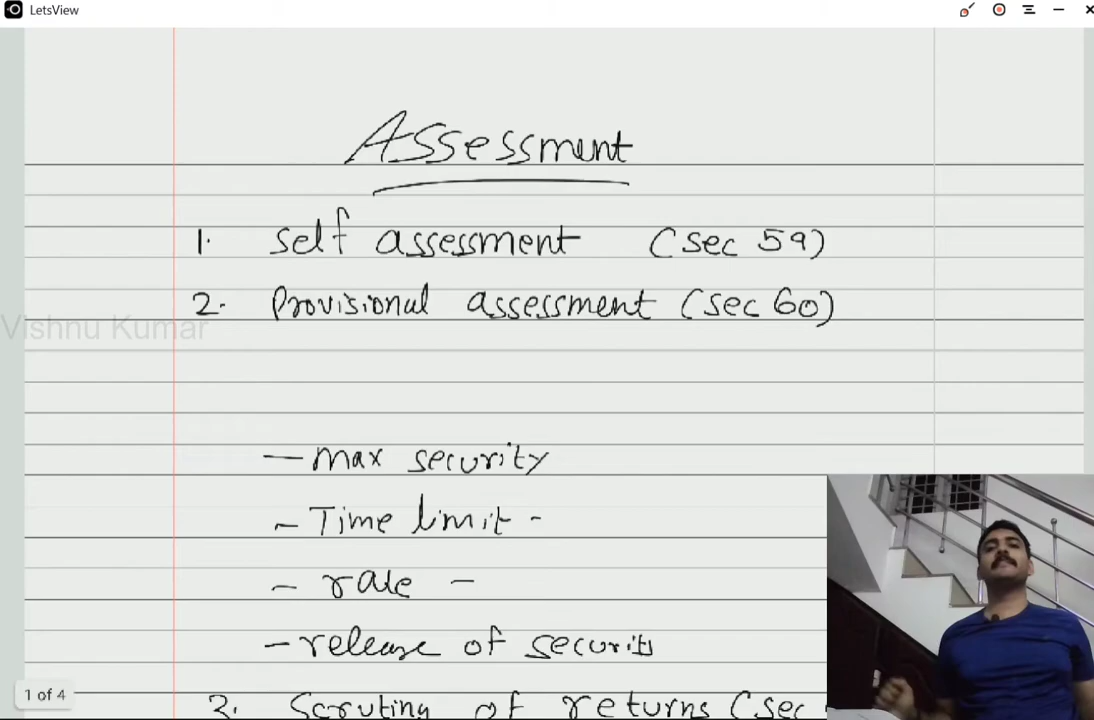 LetsView
Assessment
1. Self assessment (Sec 59)
2. Provisional assessment (Sec 60)
Vishnu Kumar
- max security
- Time limit -
- rate -
- release of security
3. Scrutiny of returns (Sec
1 of 4